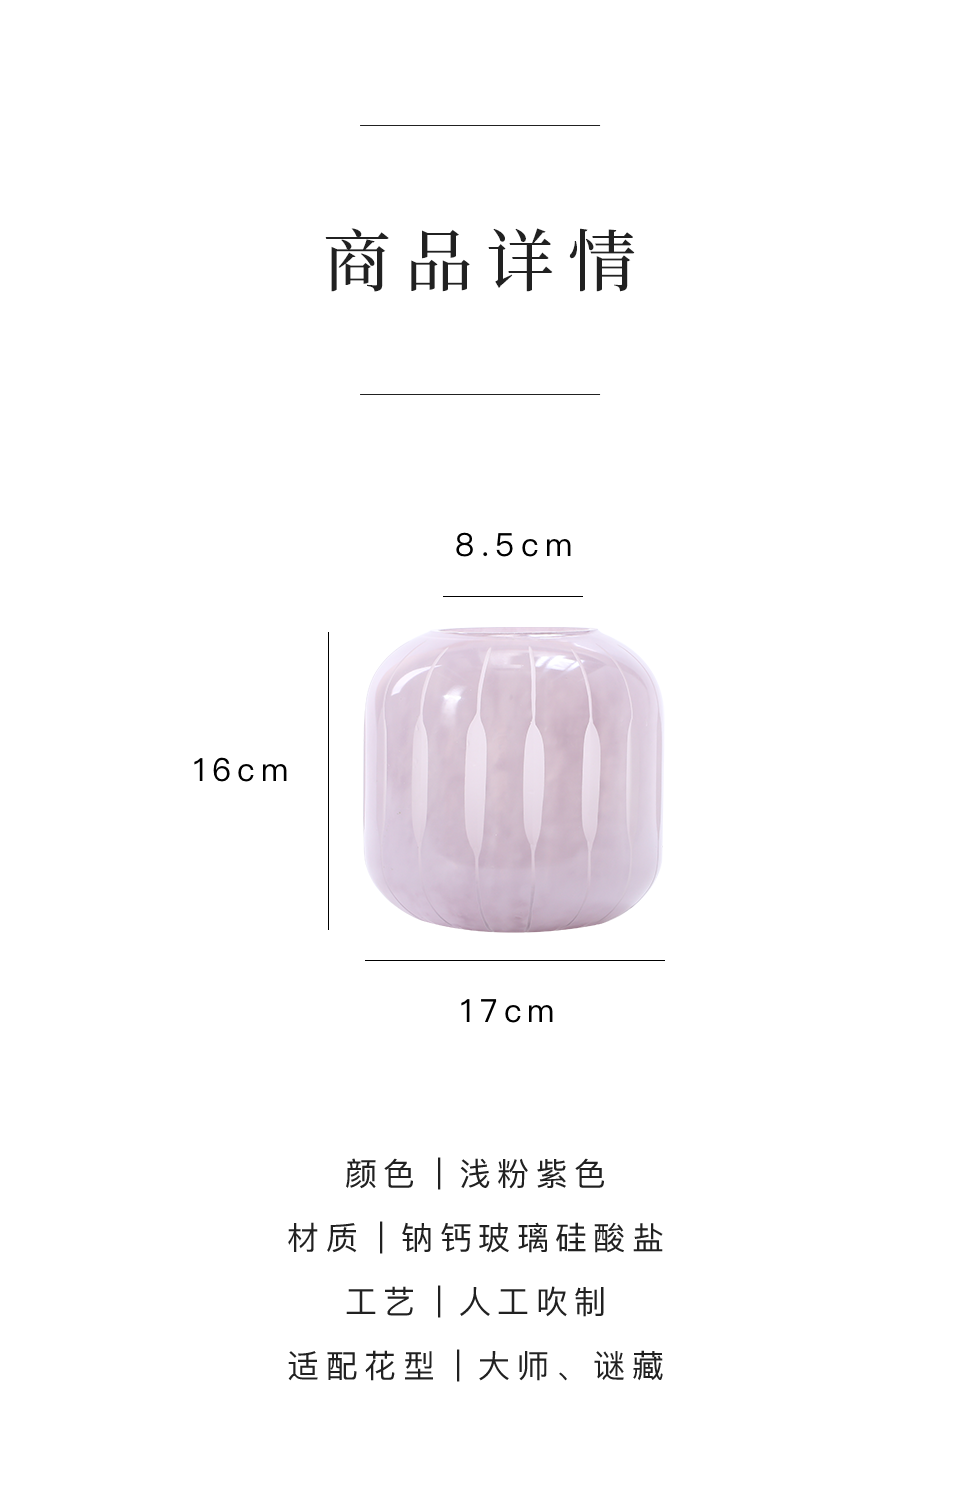 商品详情
8.5cm
16cm
17cm
颜色｜浅粉紫色
材质｜钠钙玻璃硅酸盐
工艺｜人工吹制
适配花型｜大师、谜藏